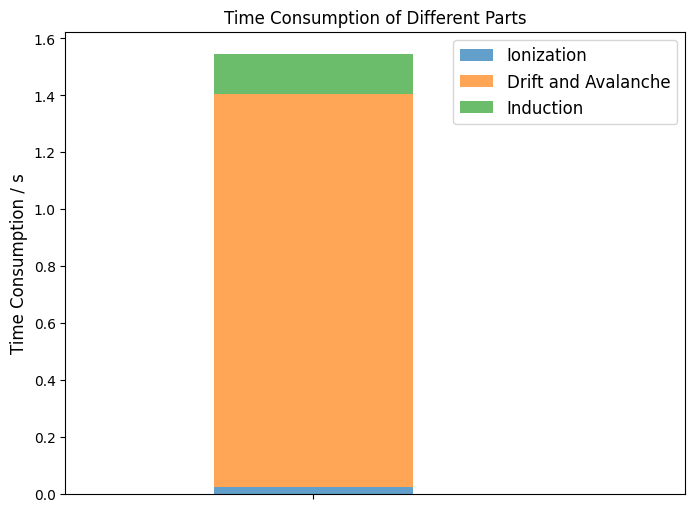 Time Consumption of Different Parts
Ionization
Drift and Avalanche
Induction
Time Consumption / s
1.6
1.4
1.2
1.0
0.8
0.6
0.4
0.2
0.0